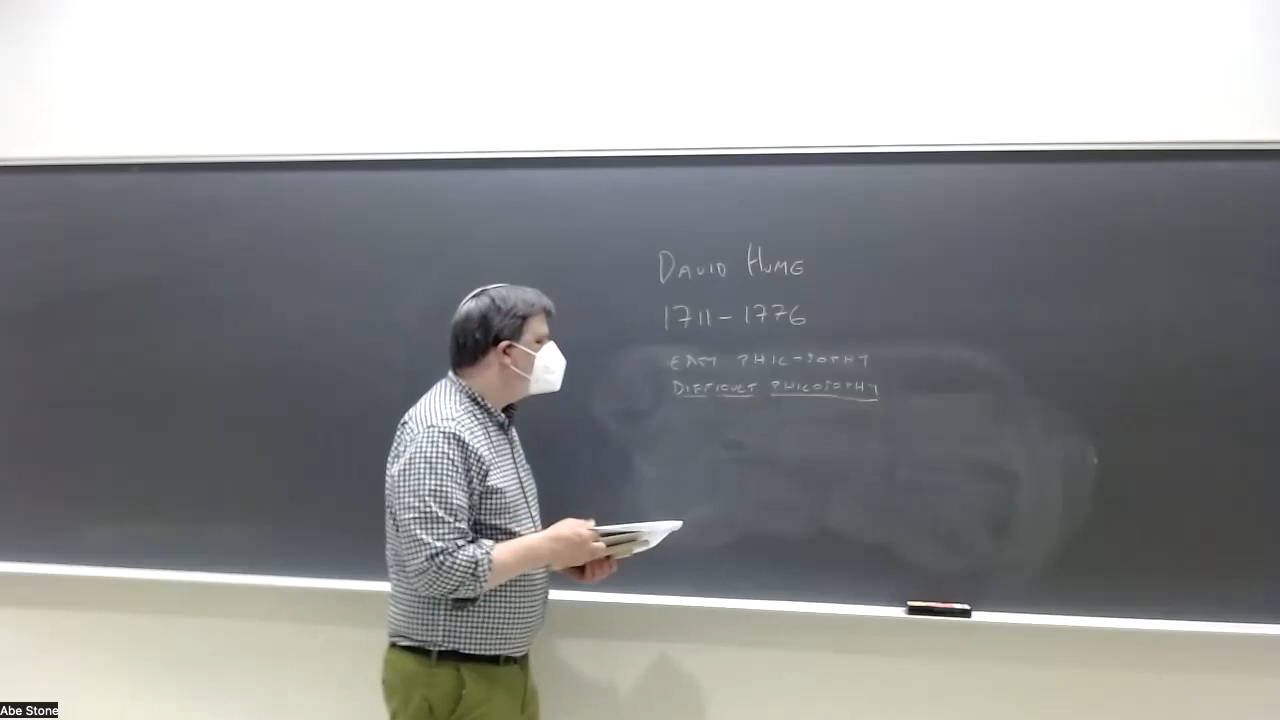 DAVID HUME
1711-1776
EASY PHILOSOPHY
DIFFICULT PHILOSOPHY
Abe Stone